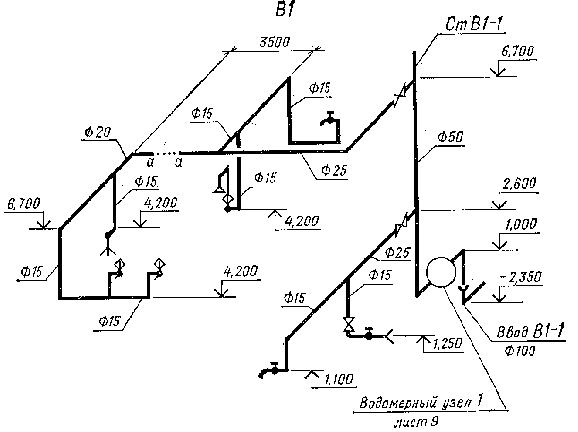 В1
Ст В1-1
3500
6,700
Ф15
Ф15
Ф20
Ф50
а
а
Ф25
Ф15
Ф15
6,700
4,200
4,200
2,600
1,000
Ф25
Ф15
Ф15
4,200
Ф15
Ф15
-2,350
Ввод В1-1
Ф100
1,250
1,100
Водомерный узел 1
лист 9